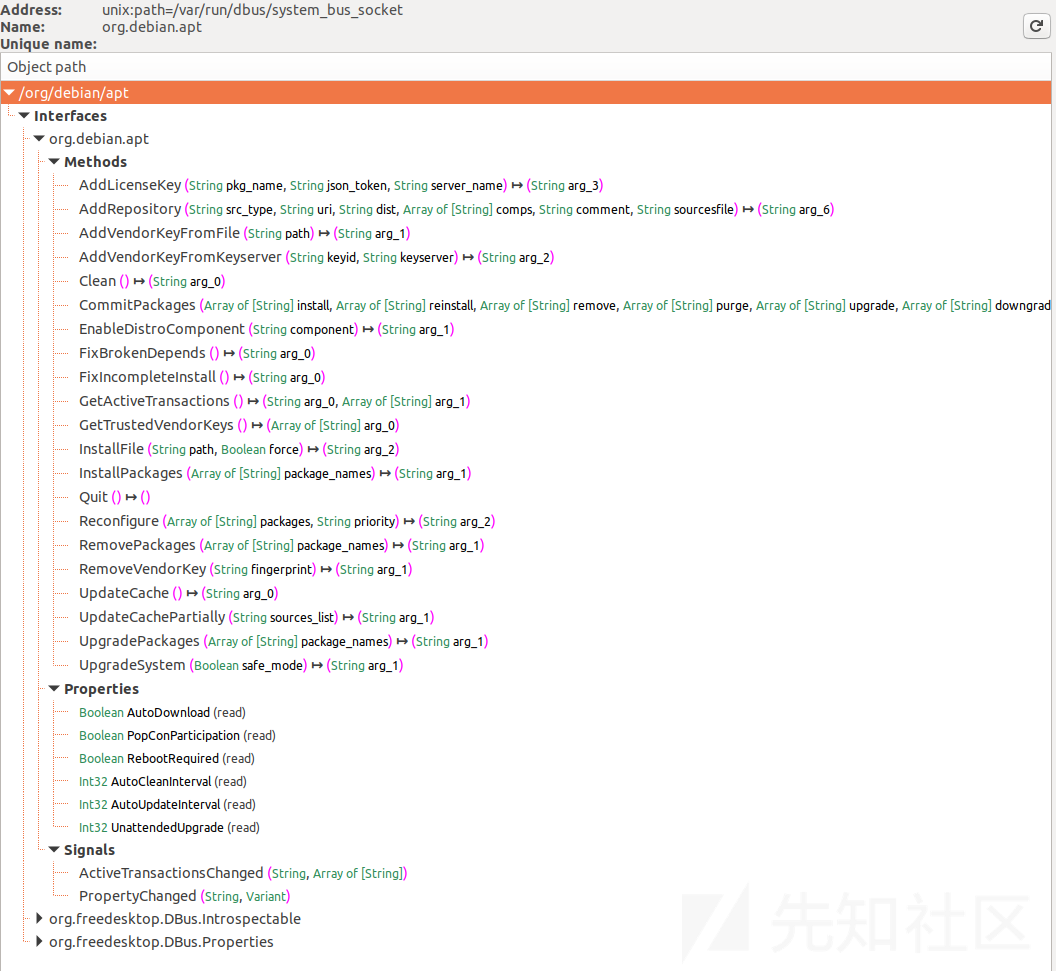 Address: unix:path=/var/run/dbus/system_bus_socket
Name: org.debian.apt
Unique name:
Object path
/org/debian/apt
Interfaces
org.debian.apt
Methods
AddLicenseKey (String pkg_name, String json_token, String server_name) ↦ (String arg_3)
AddRepository (String src_type, String uri, String dist, Array of [String] comps, String comment, String sourcesfile) ↦ (String arg_6)
AddVendorKeyFromFile (String path) ↦ (String arg_1)
AddVendorKeyFromKeyserver (String keyid, String keyserver) ↦ (String arg_2)
Clean () ↦ (String arg_0)
CommitPackages (Array of [String] install, Array of [String] reinstall, Array of [String] remove, Array of [String] purge, Array of [String] upgrade, Array of [String] downgrad
EnableDistroComponent (String component) ↦ (String arg_1)
FixBrokenDepends () ↦ (String arg_0)
FixIncompleteInstall () ↦ (String arg_0)
GetActiveTransactions () ↦ (String arg_0, Array of [String] arg_1)
GetTrustedVendorKeys () ↦ (Array of [String] arg_0)
InstallFile (String path, Boolean force) ↦ (String arg_2)
InstallPackages (Array of [String] package_names) ↦ (String arg_1)
Quit () ↦ ()
Reconfigure (Array of [String] packages, String priority) ↦ (String arg_2)
RemovePackages (Array of [String] package_names) ↦ (String arg_1)
RemoveVendorKey (String fingerprint) ↦ (String arg_1)
UpdateCache () ↦ (String arg_0)
UpdateCachePartially (String sources_list) ↦ (String arg_1)
UpgradePackages (Array of [String] package_names) ↦ (String arg_1)
UpgradeSystem (Boolean safe_mode) ↦ (String arg_1)
Properties
Boolean AutoDownload (read)
Boolean PopConParticipation (read)
Boolean RebootRequired (read)
Int32 AutoCleanInterval (read)
Int32 AutoUpdateInterval (read)
Int32 UnattendedUpgrade (read)
Signals
ActiveTransactionsChanged (String, Array of [String])
PropertyChanged (String, Variant)
org.freedesktop.DBus.Introspectable
org.freedesktop.DBus.Properties
先知社区